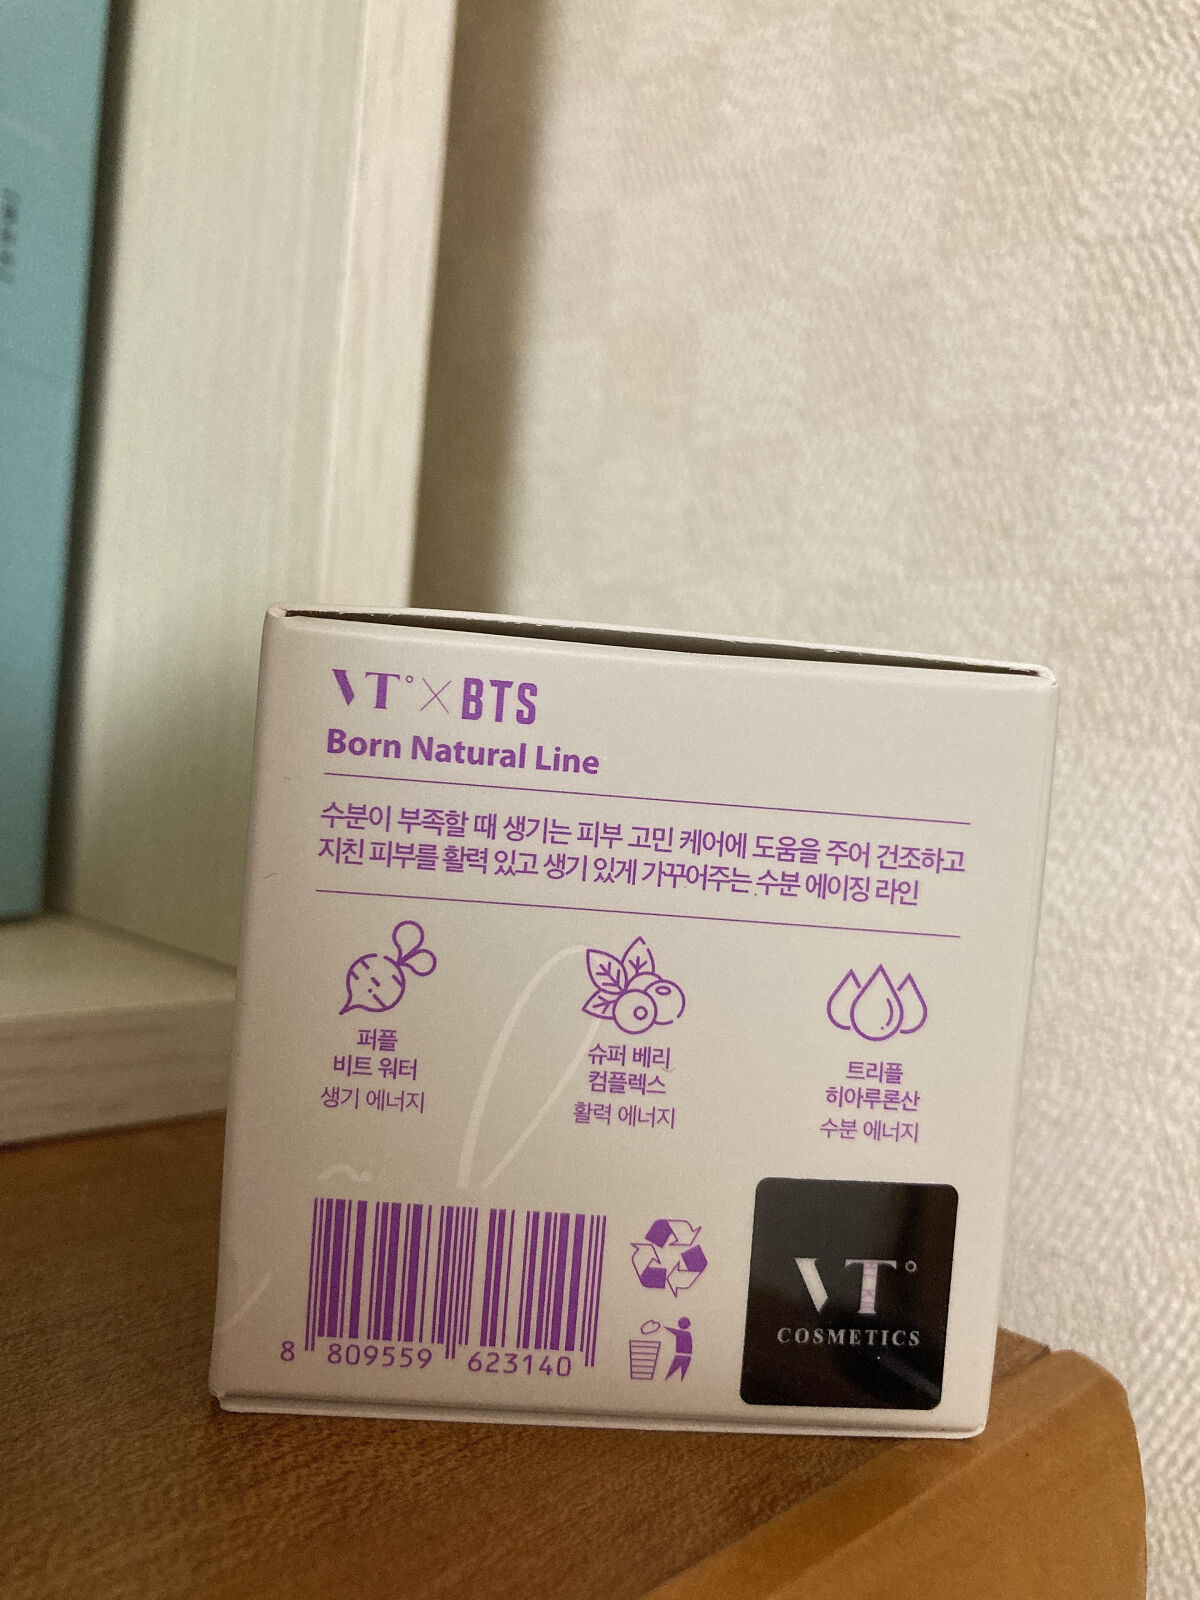 VT° × BTS
Born Natural Line
수분이 부족할 때 생기는 피부 고민 케어에 도움을 주어 건조하고
지친 피부를 활력 있고 생기 있게 가꾸어주는 수분 에이징 라인
퍼플
비트 워터
생기 에너지
슈퍼 베리
컴플렉스
활력 에너지
트리플
히아루론산
수분 에너지
8 809559 623140
VT°
COSMETICS